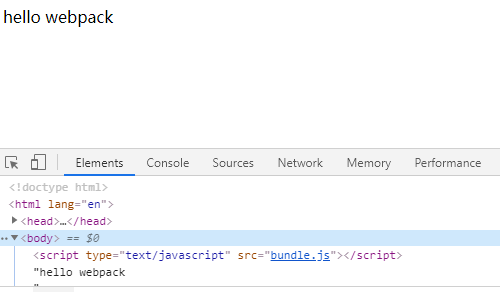 hello webpack
Elements Console Sources Network Memory Performance
<!doctype html>
<html lang="en">
<head>…</head>
<body> == $0
<script type="text/javascript" src="bundle.js"></script>
"hello webpack
"